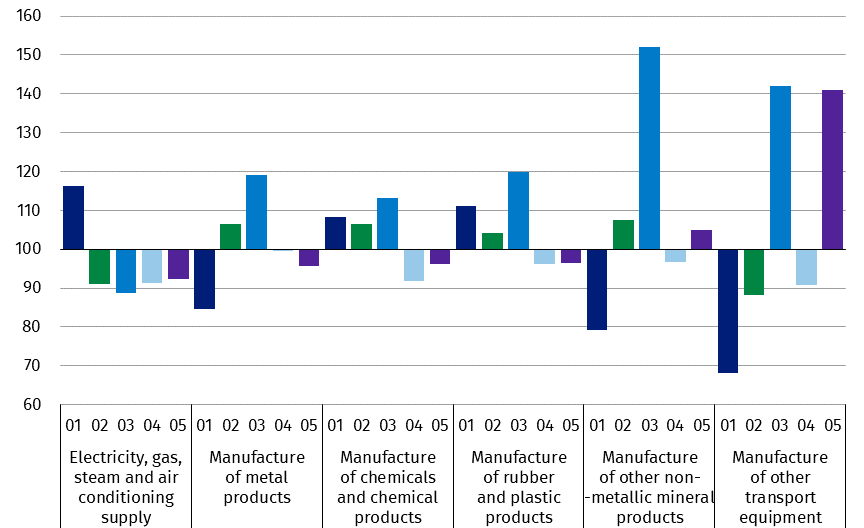 160
150
140
130
120
110
100
90
80
70
60
01 02 03 04 05 01 02 03 04 05 01 02 03 04 05 01 02 03 04 05 01 02 03 04 05 01 02 03 04 05
Electricity, gas,
steam and air
conditioning
supply
Manufacture
of metal
products
Manufacture
of chemicals
and chemical
products
Manufacture
of rubber
and plastic
products
Manufacture
of other non-
-metallic mineral
products
Manufacture
of other
transport
equipment